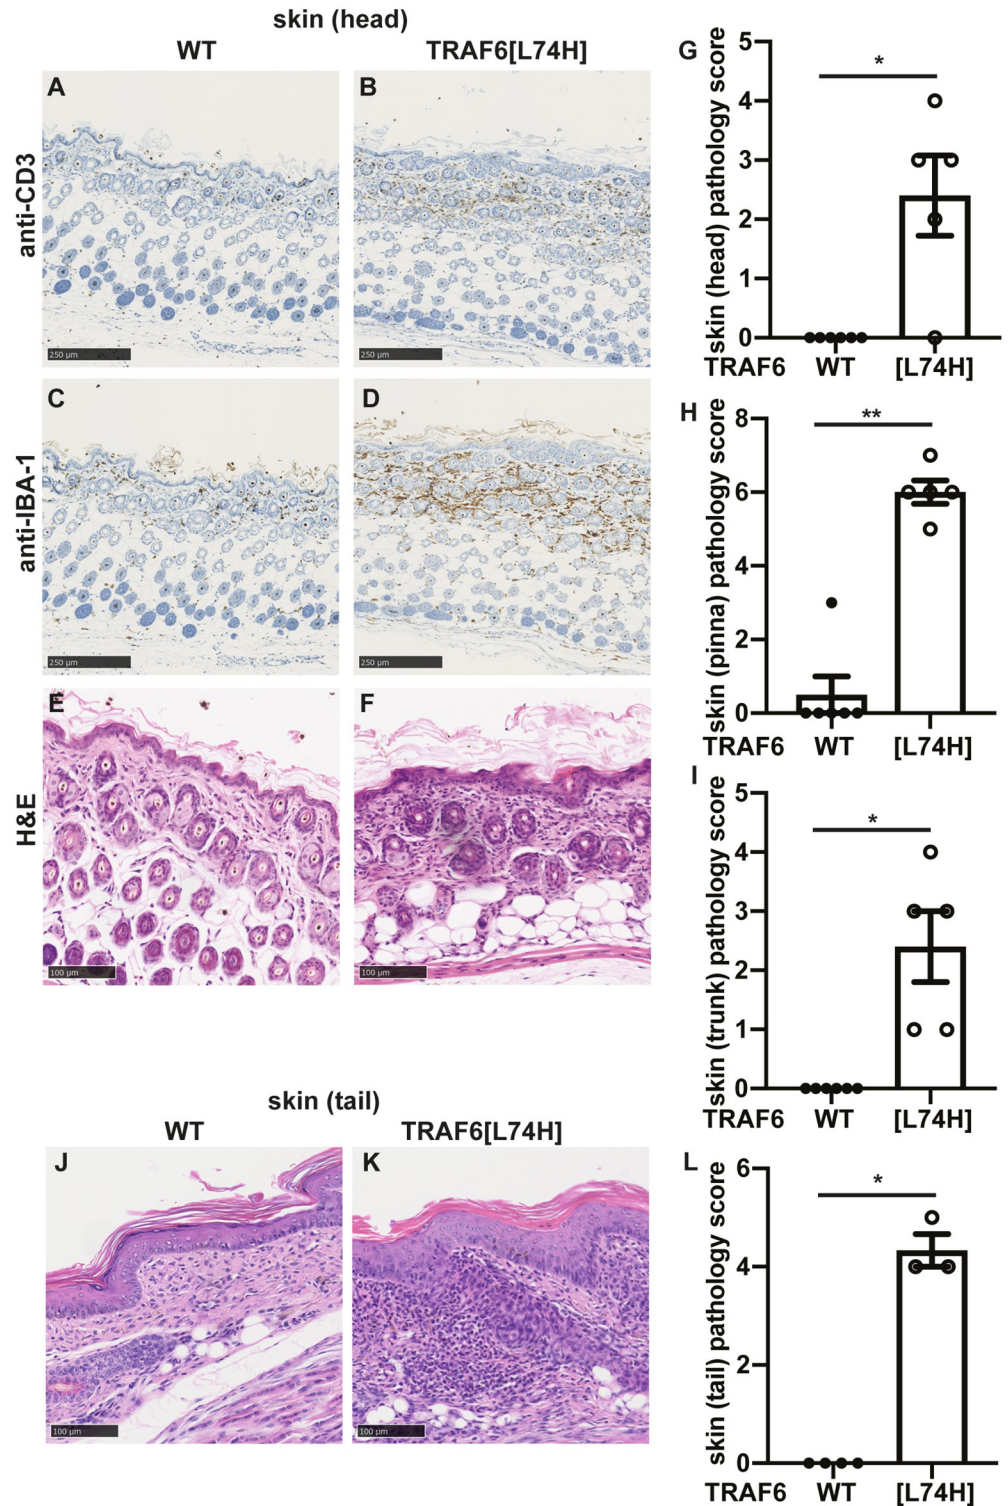 skin (head)
WT TRAF6[L74H]
anti-CD3
A
250 µm
B
250 µm
anti-IBA-1
C
250 µm
D
250 µm
H&E
E
100 µm
F
100 µm
G
skin (head) pathology score
5
4
3
2
1
0
*
TRAF6 WT [L74H]
H
skin (pinna) pathology score
8
6
4
2
0
**
TRAF6 WT [L74H]
I
skin (trunk) pathology score
5
4
3
2
1
0
*
TRAF6 WT [L74H]
skin (tail)
WT TRAF6[L74H]
J
100 µm
K
100 µm
L
skin (tail) pathology score
6
4
2
0
*
TRAF6 WT [L74H]